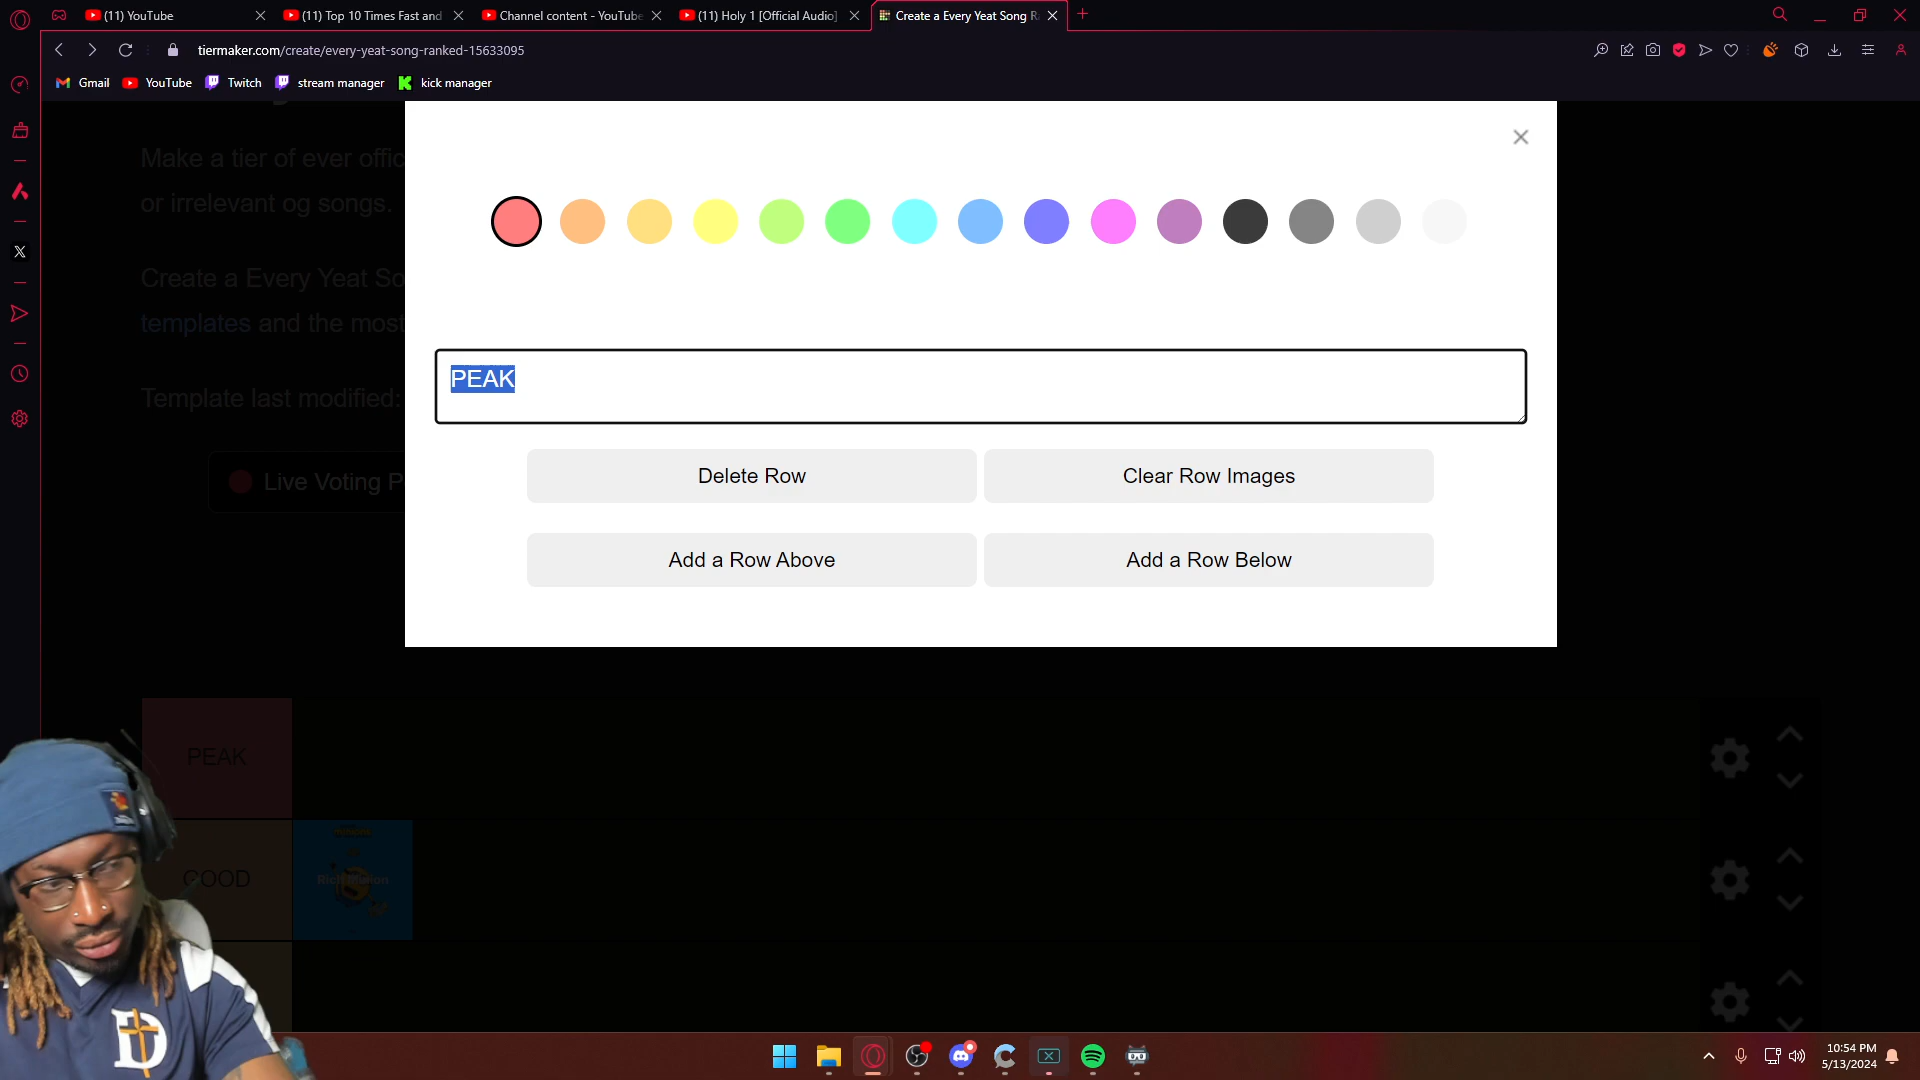 (11) YouTube
(11) Top 10 Times Fast and
Channel content - YouTube
(11) Holy 1 [Official Audio]
Create a Every Yeat Song R
tiermaker.com/create/every-yeat-song-ranked-15633095
Gmail
YouTube
Twitch
stream manager
kick manager
Make a tier of ever offic
or irrelevant og songs.
Create a Every Yeat So
templates and the most
Template last modified:
Live Voting P
PEAK
Delete Row
Clear Row Images
Add a Row Above
Add a Row Below
PEAK
GOOD
D
10:54 PM
5/13/2024